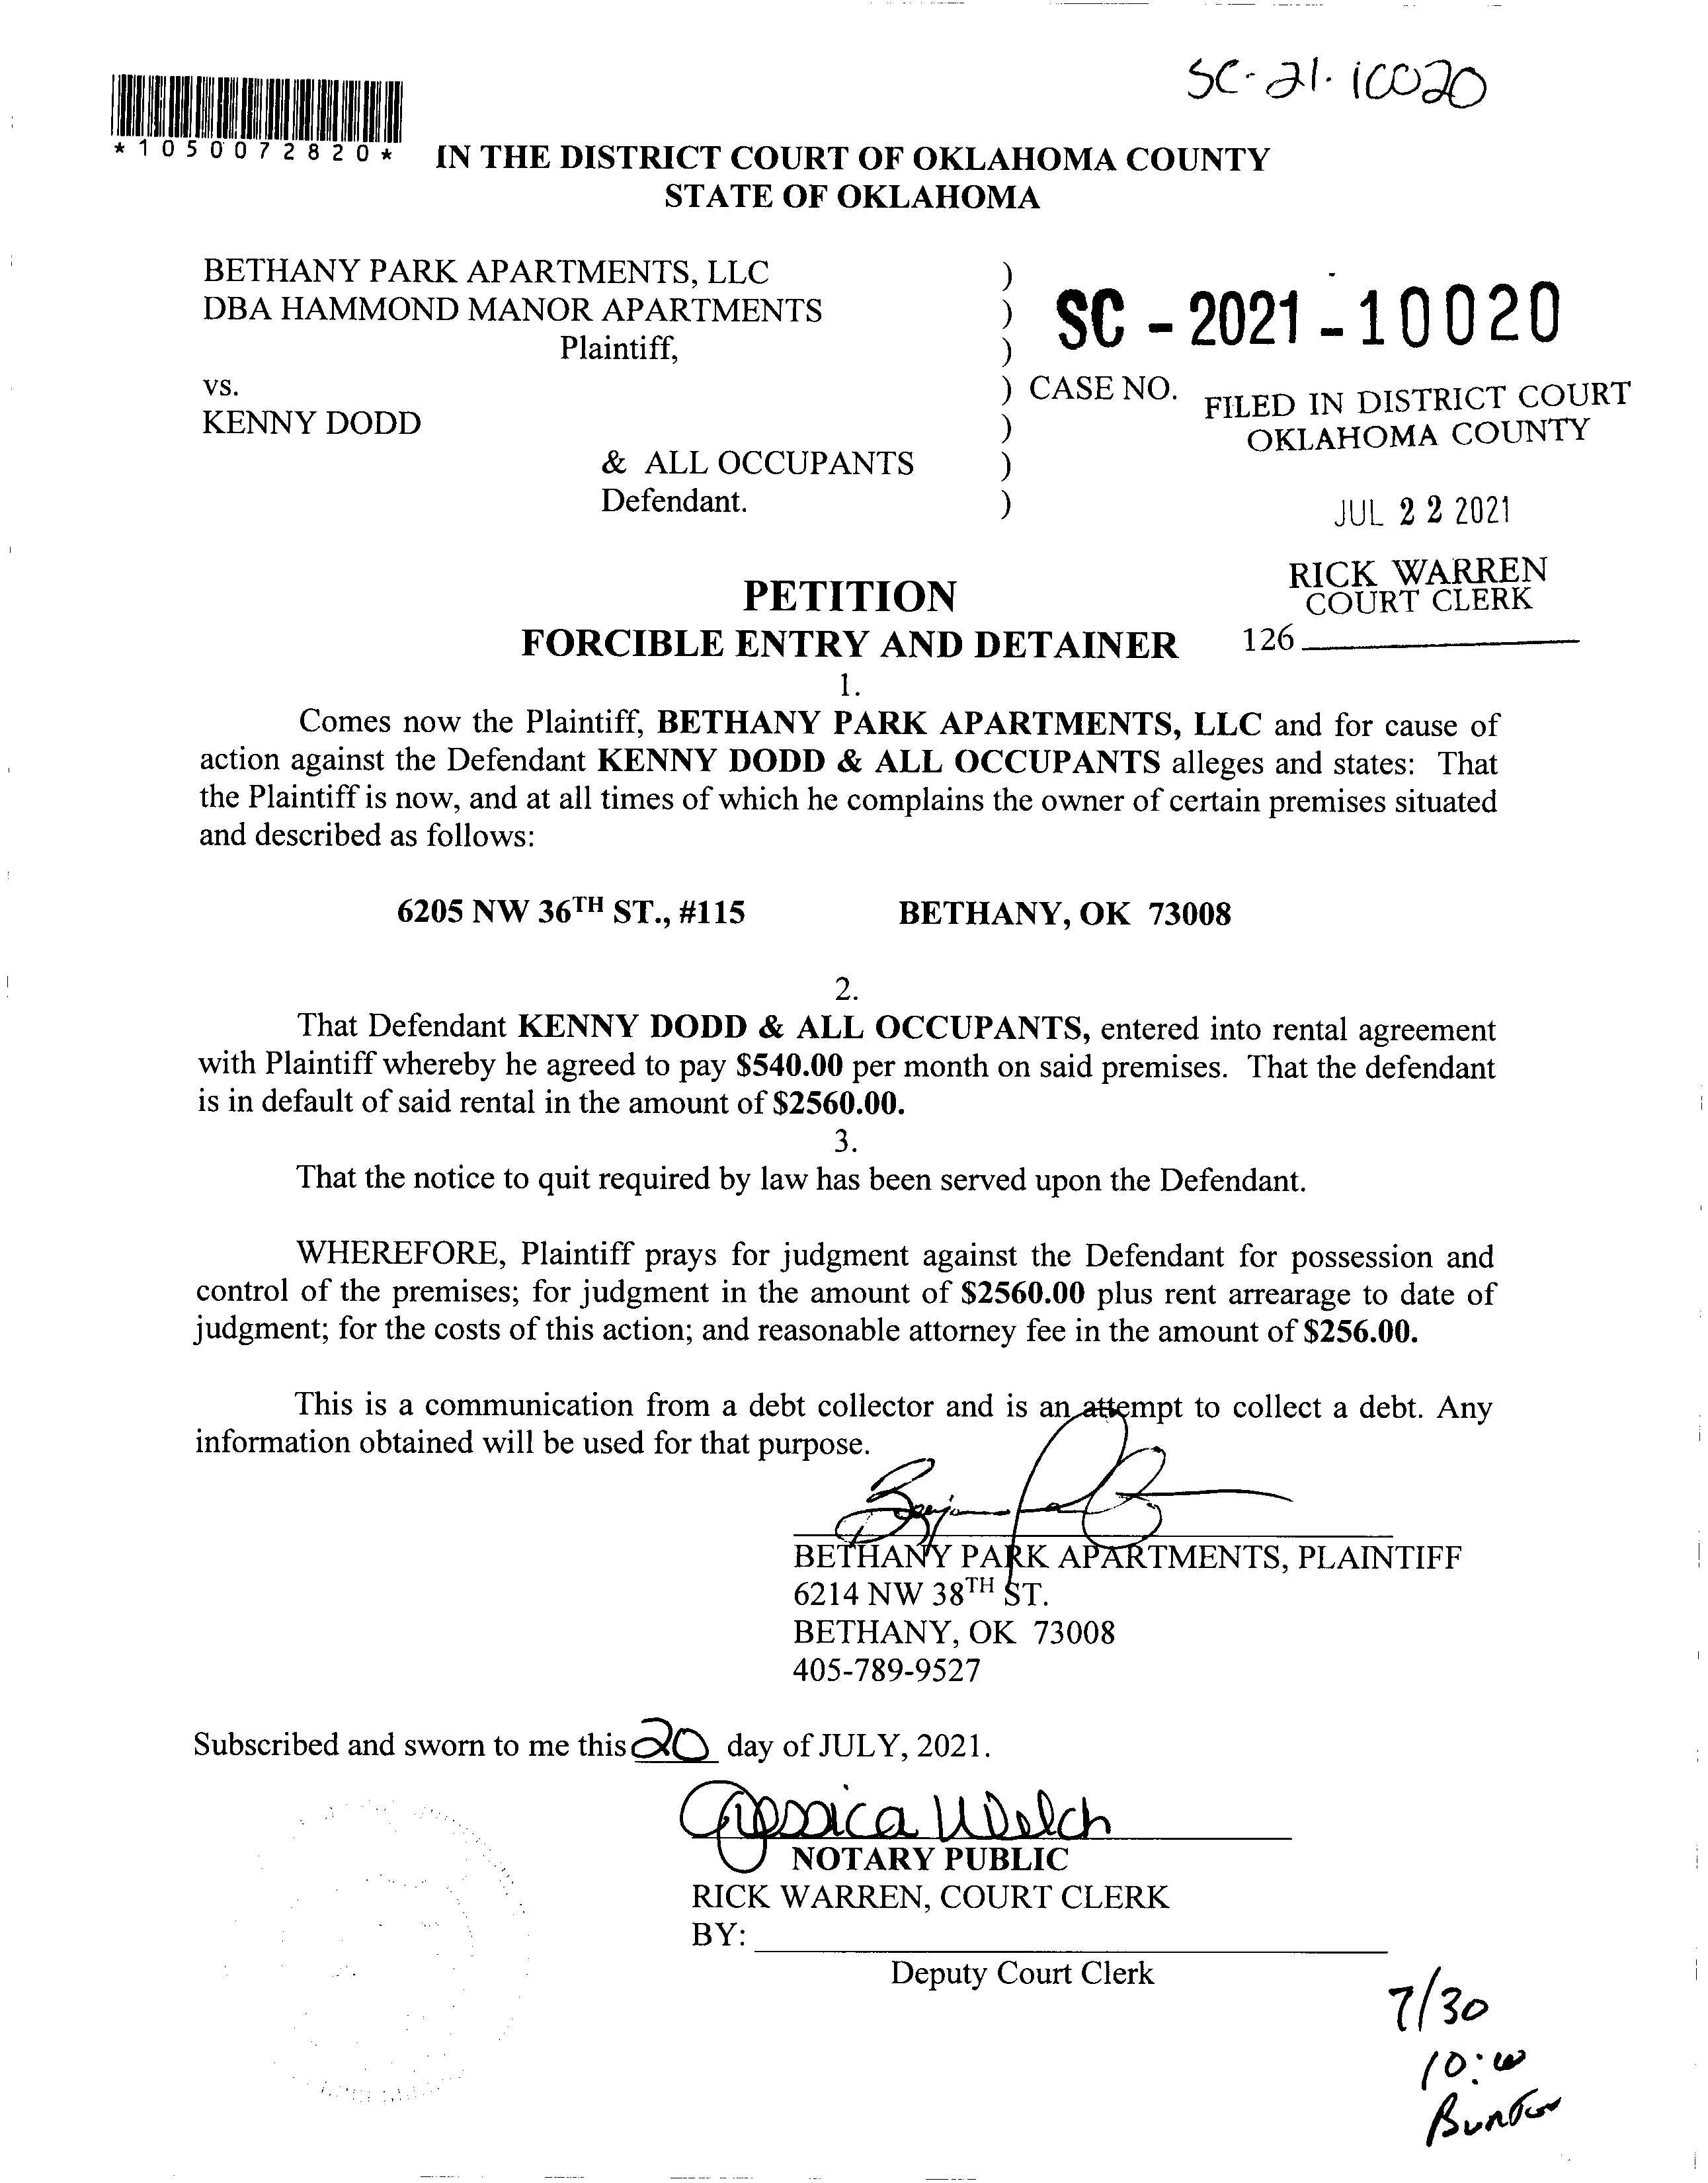 SC-21-10020
*1050072820*
IN THE DISTRICT COURT OF OKLAHOMA COUNTY
STATE OF OKLAHOMA
BETHANY PARK APARTMENTS, LLC )
DBA HAMMOND MANOR APARTMENTS )
Plaintiff, )
SC - 2021 - 10020
vs. ) CASE NO.
KENNY DODD )
& ALL OCCUPANTS )
Defendant. )
FILED IN DISTRICT COURT
OKLAHOMA COUNTY
JUL 22 2021
RICK WARREN
COURT CLERK
126
PETITION
FORCIBLE ENTRY AND DETAINER
1.
Comes now the Plaintiff, BETHANY PARK APARTMENTS, LLC and for cause of
action against the Defendant KENNY DODD & ALL OCCUPANTS alleges and states: That
the Plaintiff is now, and at all times of which he complains the owner of certain premises situated
and described as follows:
6205 NW 36TH ST., #115 BETHANY, OK 73008
2.
That Defendant KENNY DODD & ALL OCCUPANTS, entered into rental agreement
with Plaintiff whereby he agreed to pay $540.00 per month on said premises. That the defendant
is in default of said rental in the amount of $2560.00.
3.
That the notice to quit required by law has been served upon the Defendant.
WHEREFORE, Plaintiff prays for judgment against the Defendant for possession and
control of the premises; for judgment in the amount of $2560.00 plus rent arrearage to date of
judgment; for the costs of this action; and reasonable attorney fee in the amount of $256.00.
This is a communication from a debt collector and is an attempt to collect a debt. Any
information obtained will be used for that purpose.
BETHANY PARK APARTMENTS, PLAINTIFF
6214 NW 38TH ST.
BETHANY, OK 73008
405-789-9527
Subscribed and sworn to me this 20 day of JULY, 2021.
Jessica Welch
NOTARY PUBLIC
RICK WARREN, COURT CLERK
BY:
Deputy Court Clerk
7/30
10:00
Burton